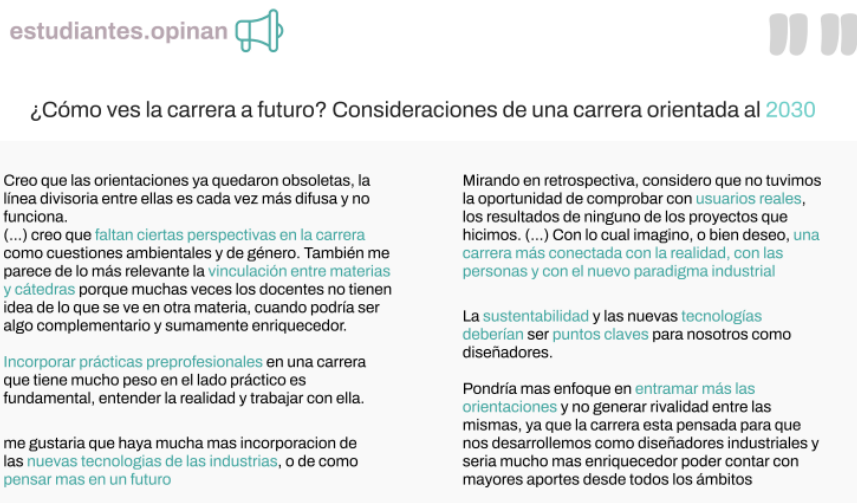 estudiantes.opinan
¿Cómo ves la carrera a futuro? Consideraciones de una carrera orientada al 2030
Creo que las orientaciones ya quedaron obsoletas, la
línea divisoria entre ellas es cada vez más difusa y no
funciona.
(...) creo que faltan ciertas perspectivas en la carrera
como cuestiones ambientales y de género. También me
parece de lo más relevante la vinculación entre materias
y cátedras porque muchas veces los docentes no tienen
idea de lo que se ve en otra materia, cuando podría ser
algo complementario y sumamente enriquecedor.
Incorporar prácticas preprofesionales en una carrera
que tiene mucho peso en el lado práctico es
fundamental, entender la realidad y trabajar con ella.
me gustaria que haya mucha mas incorporacion de
las nuevas tecnologias de las industrias, o de como
pensar mas en un futuro
Mirando en retrospectiva, considero que no tuvimos
la oportunidad de comprobar con usuarios reales,
los resultados de ninguno de los proyectos que
hicimos. (...) Con lo cual imagino, o bien deseo, una
carrera más conectada con la realidad, con las
personas y con el nuevo paradigma industrial
La sustentabilidad y las nuevas tecnologías
deberían ser puntos claves para nosotros como
diseñadores.
Pondría mas enfoque en entramar más las
orientaciones y no generar rivalidad entre las
mismas, ya que la carrera esta pensada para que
nos desarrollemos como diseñadores industriales y
seria mucho mas enriquecedor poder contar con
mayores aportes desde todos los ámbitos